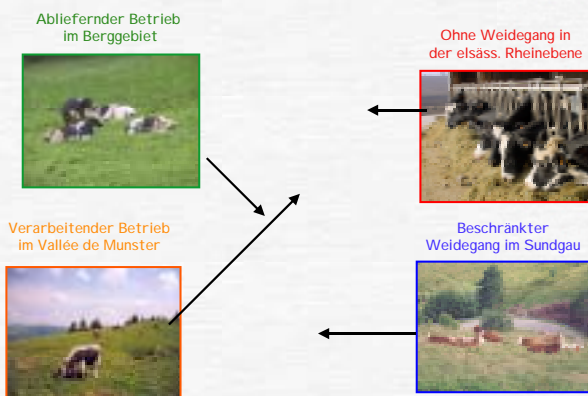 Abliefernder Betrieb
im Berggebiet
Ohne Weidegang in
der elsäss. Rheinebene
Verarbeitender Betrieb
im Vallée de Munster
Beschränkter
Weidegang im Sundgau